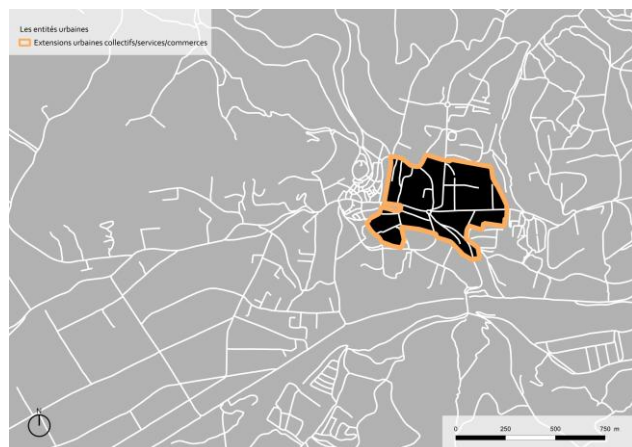 Les entités urbaines
Extensions urbaines collectifs/services/commerces
N
0 250 500 750 m